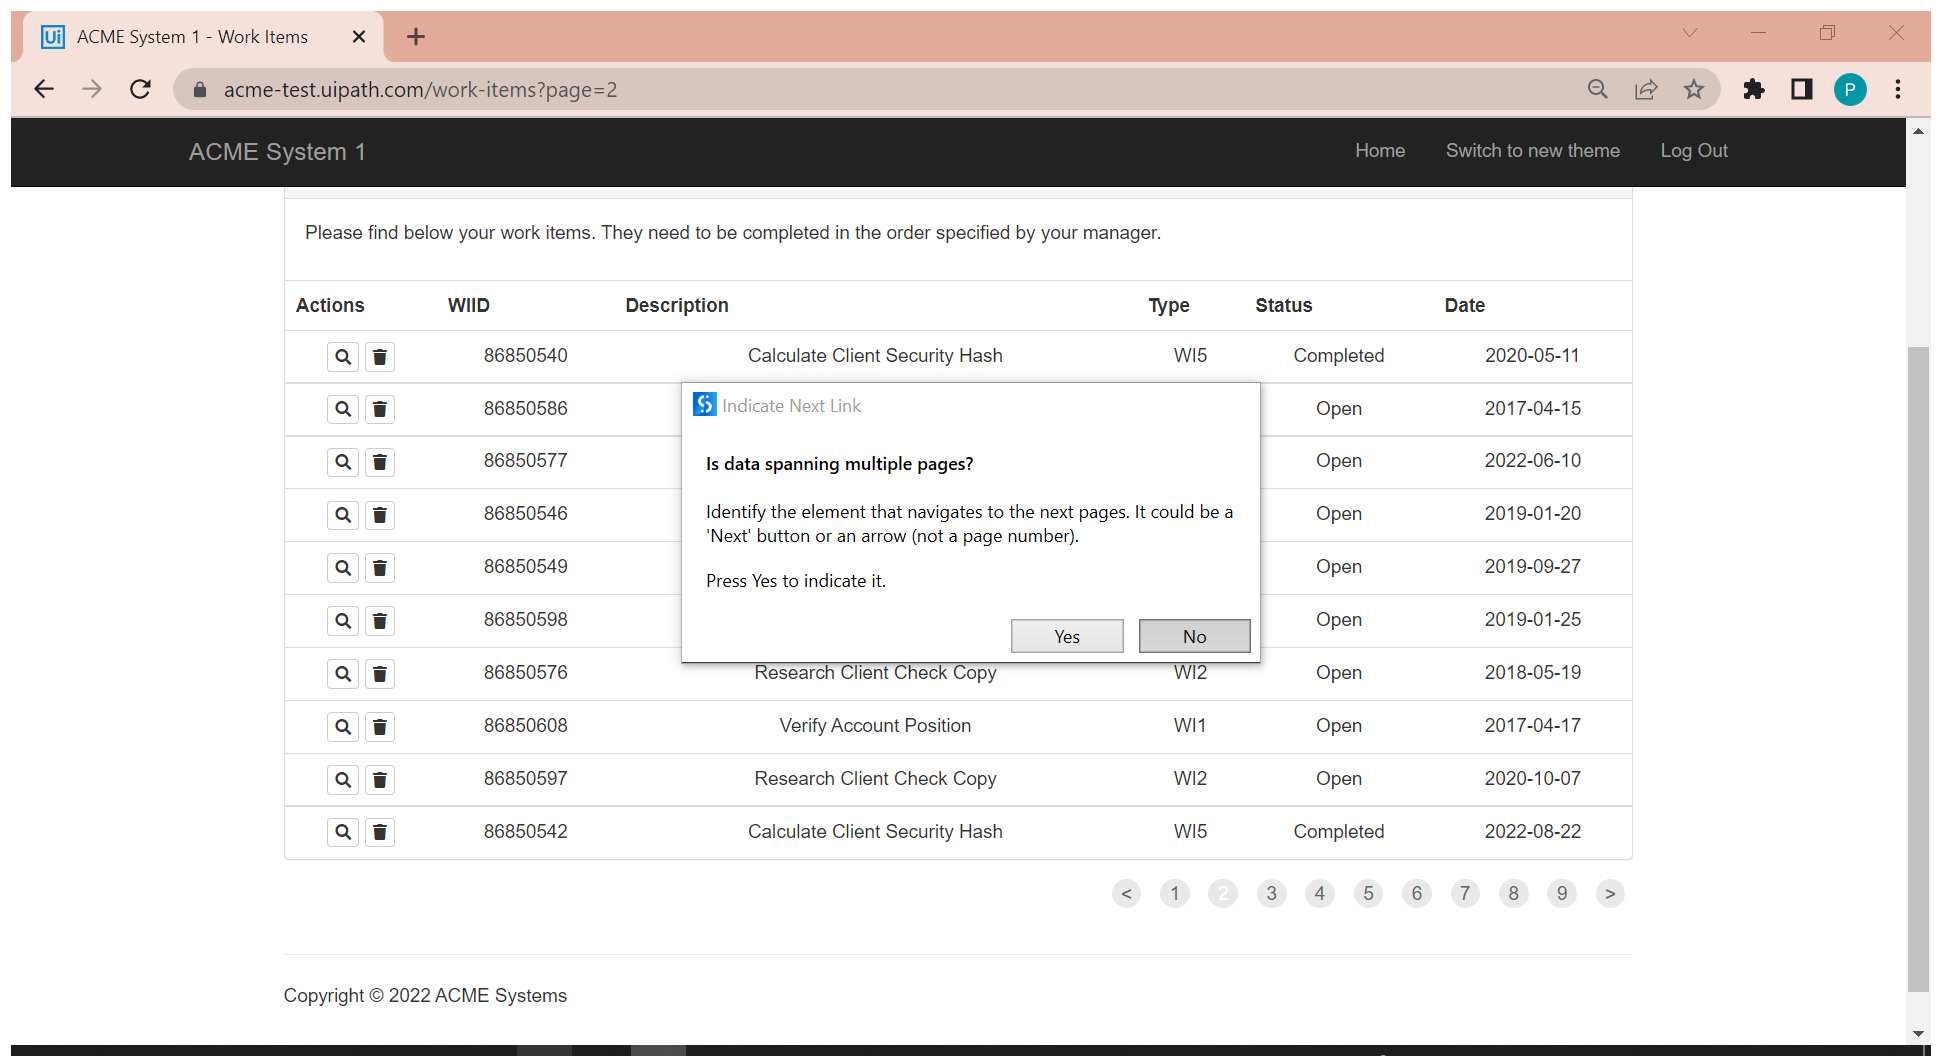 Ui ACME System 1 - Work Items
acme-test.uipath.com/work-items?page=2
P
ACME System 1 Home Switch to new theme Log Out
Please find below your work items. They need to be completed in the order specified by your manager.
Actions WIID Description Type Status Date
86850540 Calculate Client Security Hash WI5 Completed 2020-05-11
86850586 Open 2017-04-15
86850577 Open 2022-06-10
86850546 Open 2019-01-20
86850549 Open 2019-09-27
86850598 Open 2019-01-25
Indicate Next Link
Is data spanning multiple pages?
Identify the element that navigates to the next pages. It could be a
'Next' button or an arrow (not a page number).
Press Yes to indicate it.
Yes No
86850576 Research Client Check Copy WI2 Open 2018-05-19
86850608 Verify Account Position WI1 Open 2017-04-17
86850597 Research Client Check Copy WI2 Open 2020-10-07
86850542 Calculate Client Security Hash WI5 Completed 2022-08-22
< 1 2 3 4 5 6 7 8 9 >
Copyright © 2022 ACME Systems